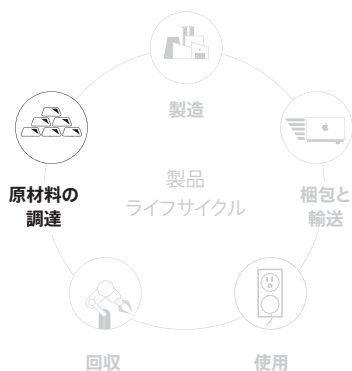 製造
原材料の
調達
製品
ライフサイクル
梱包と
輸送
回収
使用